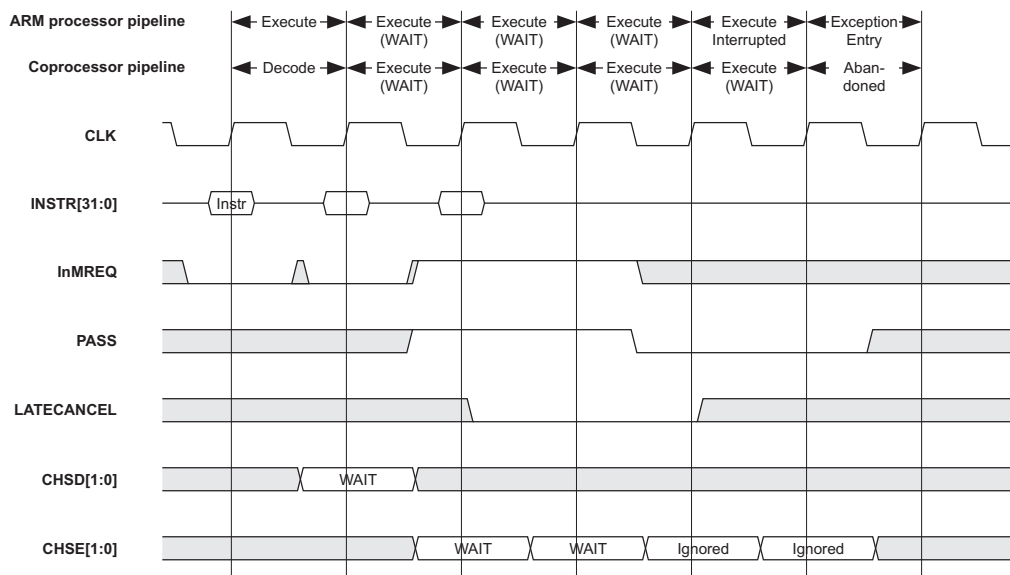 ARM processor pipeline
Execute
Execute
(WAIT)
Execute
(WAIT)
Execute
(WAIT)
Execute
Interrupted
Exception
Entry
Coprocessor pipeline
Decode
Execute
(WAIT)
Execute
(WAIT)
Execute
(WAIT)
Execute
(WAIT)
Aban-
doned
CLK
INSTR[31:0]
Instr
InMREQ
PASS
LATECANCEL
CHSD[1:0]
WAIT
CHSE[1:0]
WAIT
WAIT
Ignored
Ignored